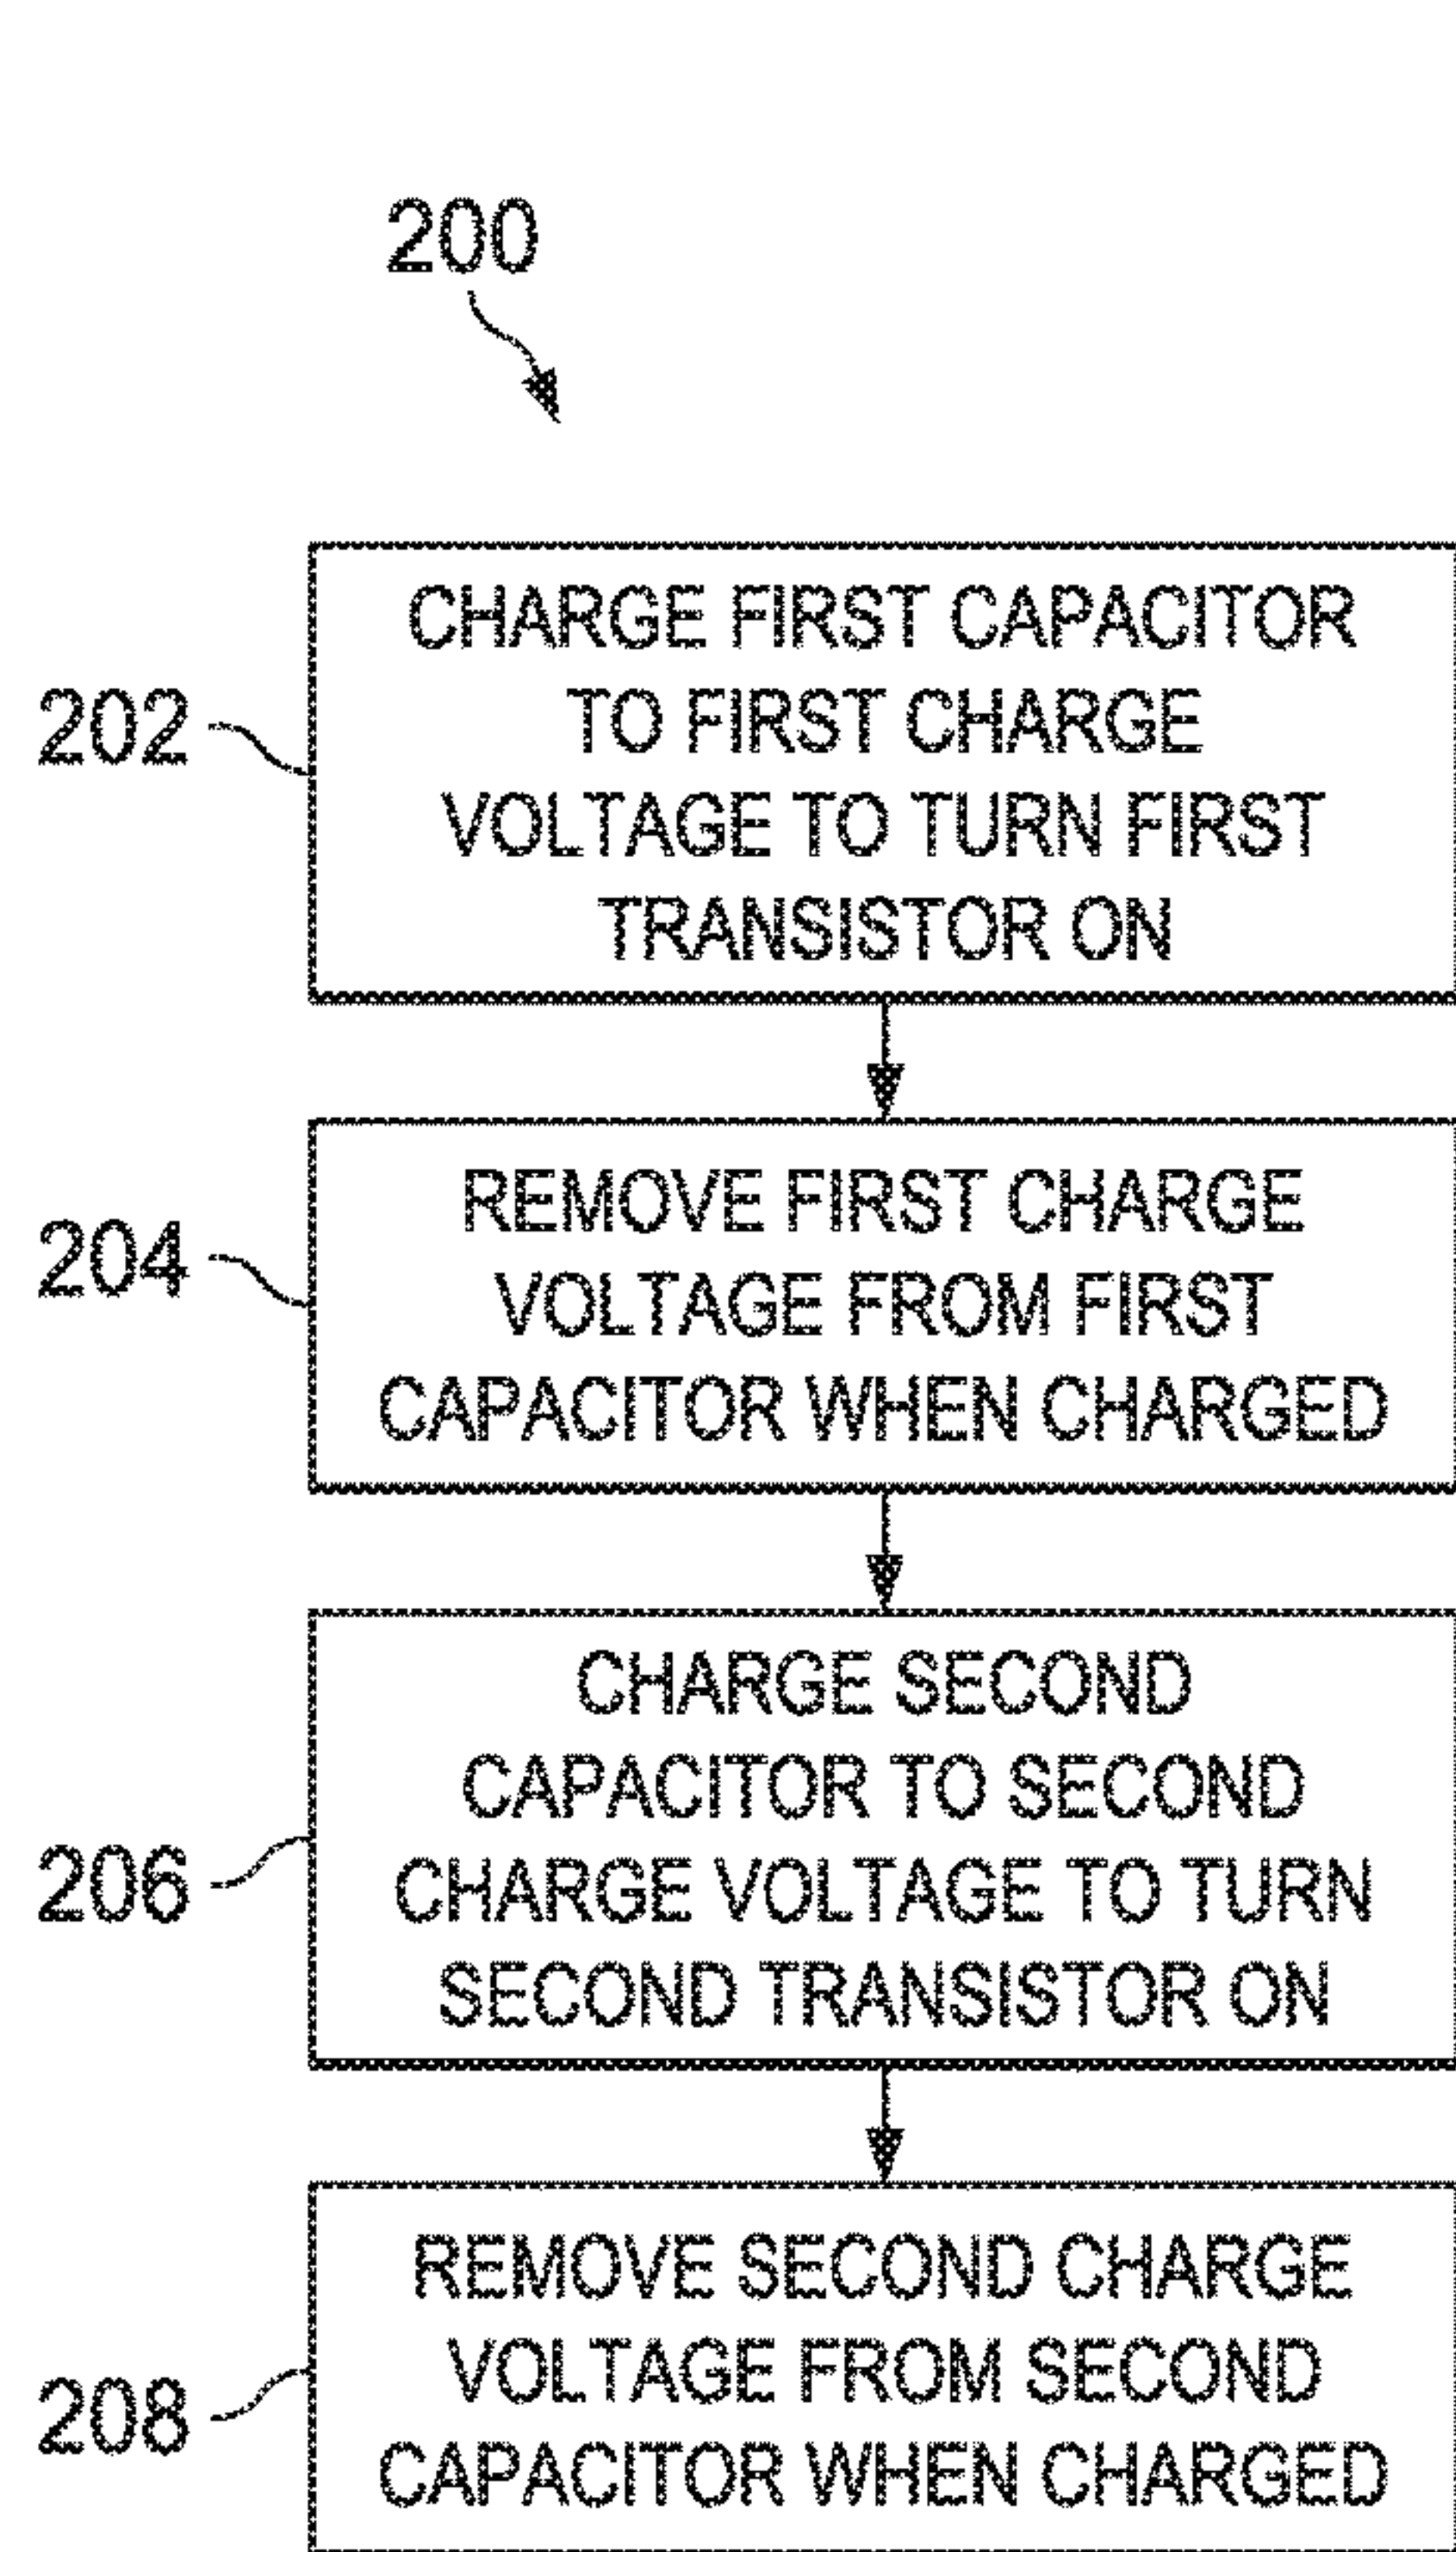 200
202
CHARGE FIRST CAPACITOR
TO FIRST CHARGE
VOLTAGE TO TURN FIRST
TRANSISTOR ON
204
REMOVE FIRST CHARGE
VOLTAGE FROM FIRST
CAPACITOR WHEN CHARGED
206
CHARGE SECOND
CAPACITOR TO SECOND
CHARGE VOLTAGE TO TURN
SECOND TRANSISTOR ON
208
REMOVE SECOND CHARGE
VOLTAGE FROM SECOND
CAPACITOR WHEN CHARGED